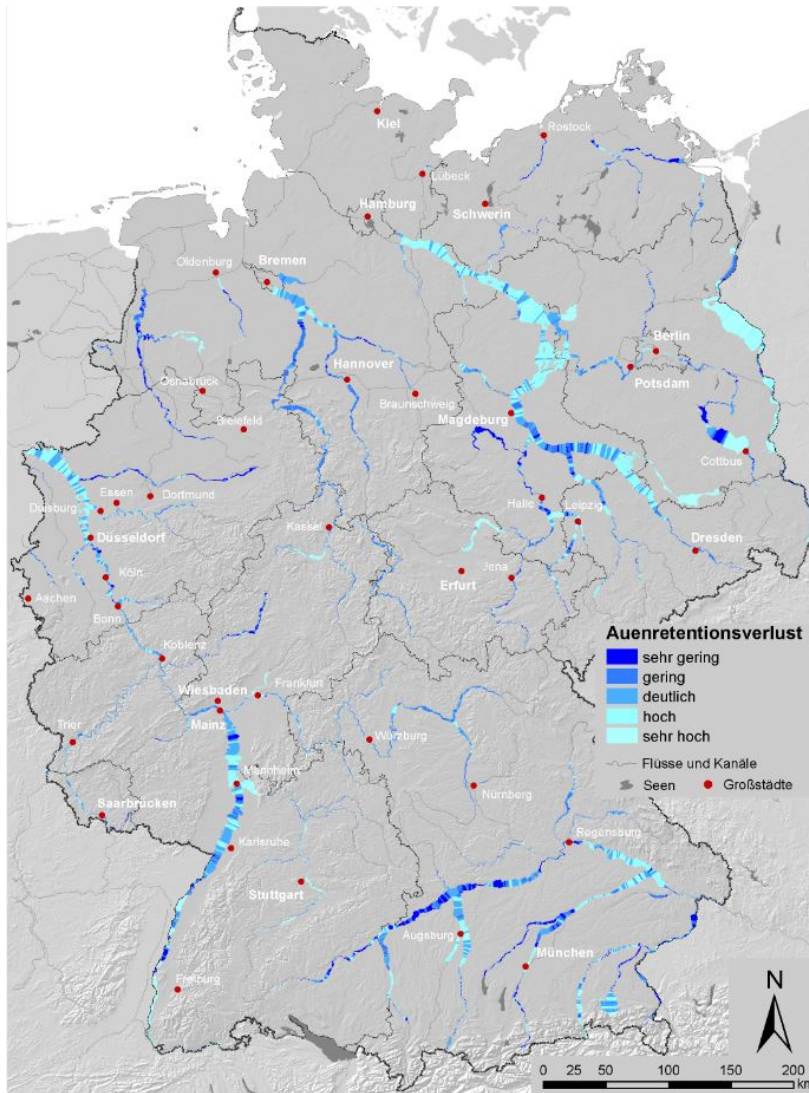 Kiel
Rostock
Lübeck
Hamburg
Schwerin
Oldenburg
Bremen
Berlin
Hannover
Potsdam
Osnabrück
Braunschweig
Magdeburg
Bielefeld
Cottbus
Essen
Dortmund
Duisburg
Halle
Leipzig
Kassel
Düsseldorf
Dresden
Köln
Erfurt
Jena
Aachen
Bonn
Koblenz
Auenretentionsverlust
sehr gering
gering
deutlich
hoch
sehr hoch
Flüsse und Kanäle
Seen
Großstädte
Wiesbaden
Frankfurt
Mainz
Trier
Würzburg
Mannheim
Nürnberg
Saarbrücken
Karlsruhe
Regensburg
Stuttgart
Augsburg
München
Freiburg
N
0 50 100 150 200
km